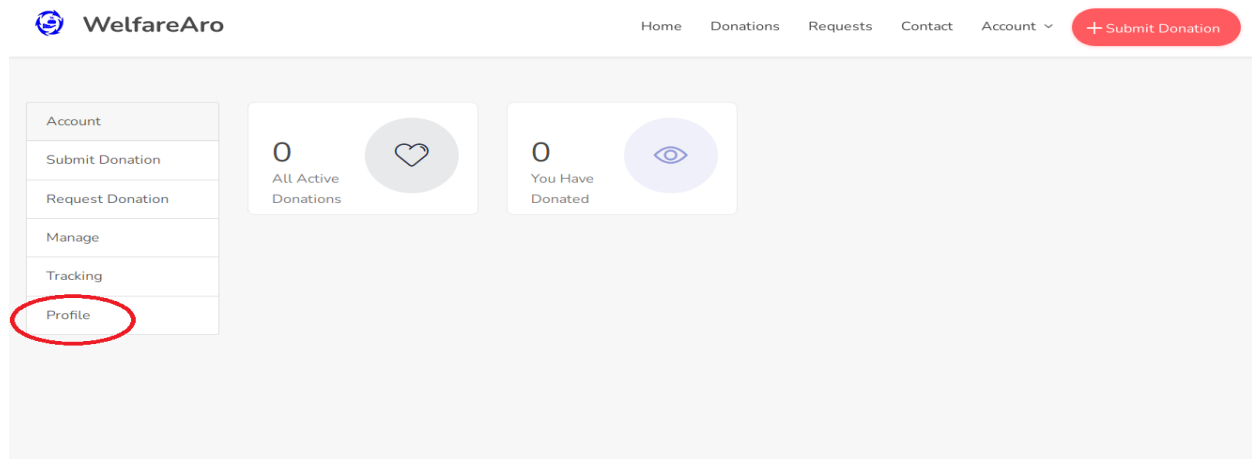 WelfareAro
Home Donations Requests Contact Account + Submit Donation
Account
Submit Donation
Request Donation
Manage
Tracking
Profile
0
All Active
Donations
0
You Have
Donated